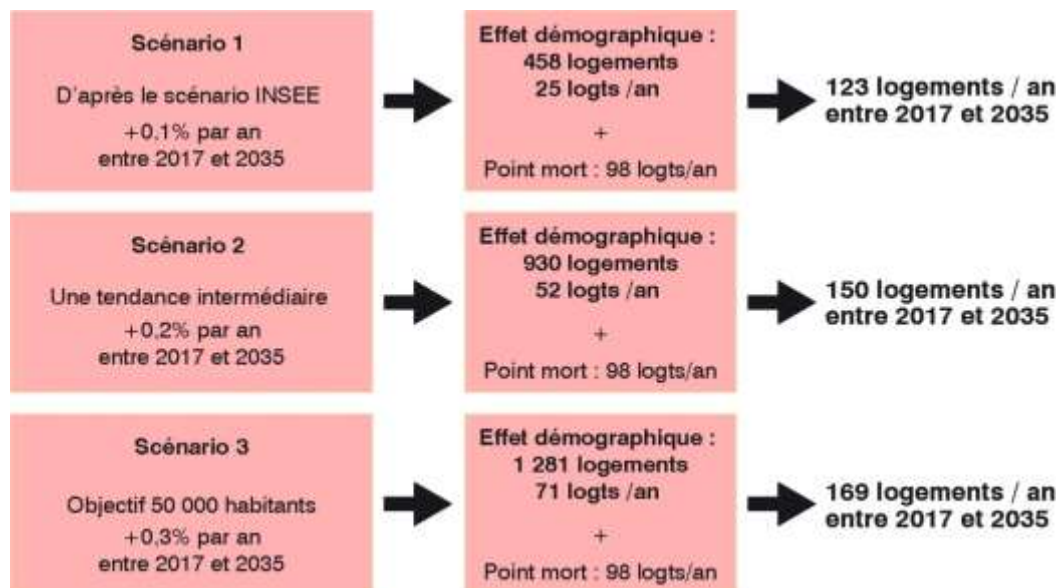 Scénario 1
D'après le scénario INSEE
+0,1% par an
entre 2017 et 2035
Effet démographique :
458 logements
25 logts /an
+
Point mort : 98 logts/an
123 logements / an
entre 2017 et 2035
Scénario 2
Une tendance intermédiaire
+0,2% par an
entre 2017 et 2035
Effet démographique :
930 logements
52 logts /an
+
Point mort : 98 logts/an
150 logements / an
entre 2017 et 2035
Scénario 3
Objectif 50 000 habitants
+0,3% par an
entre 2017 et 2035
Effet démographique :
1 281 logements
71 logts /an
+
Point mort : 98 logts/an
169 logements / an
entre 2017 et 2035